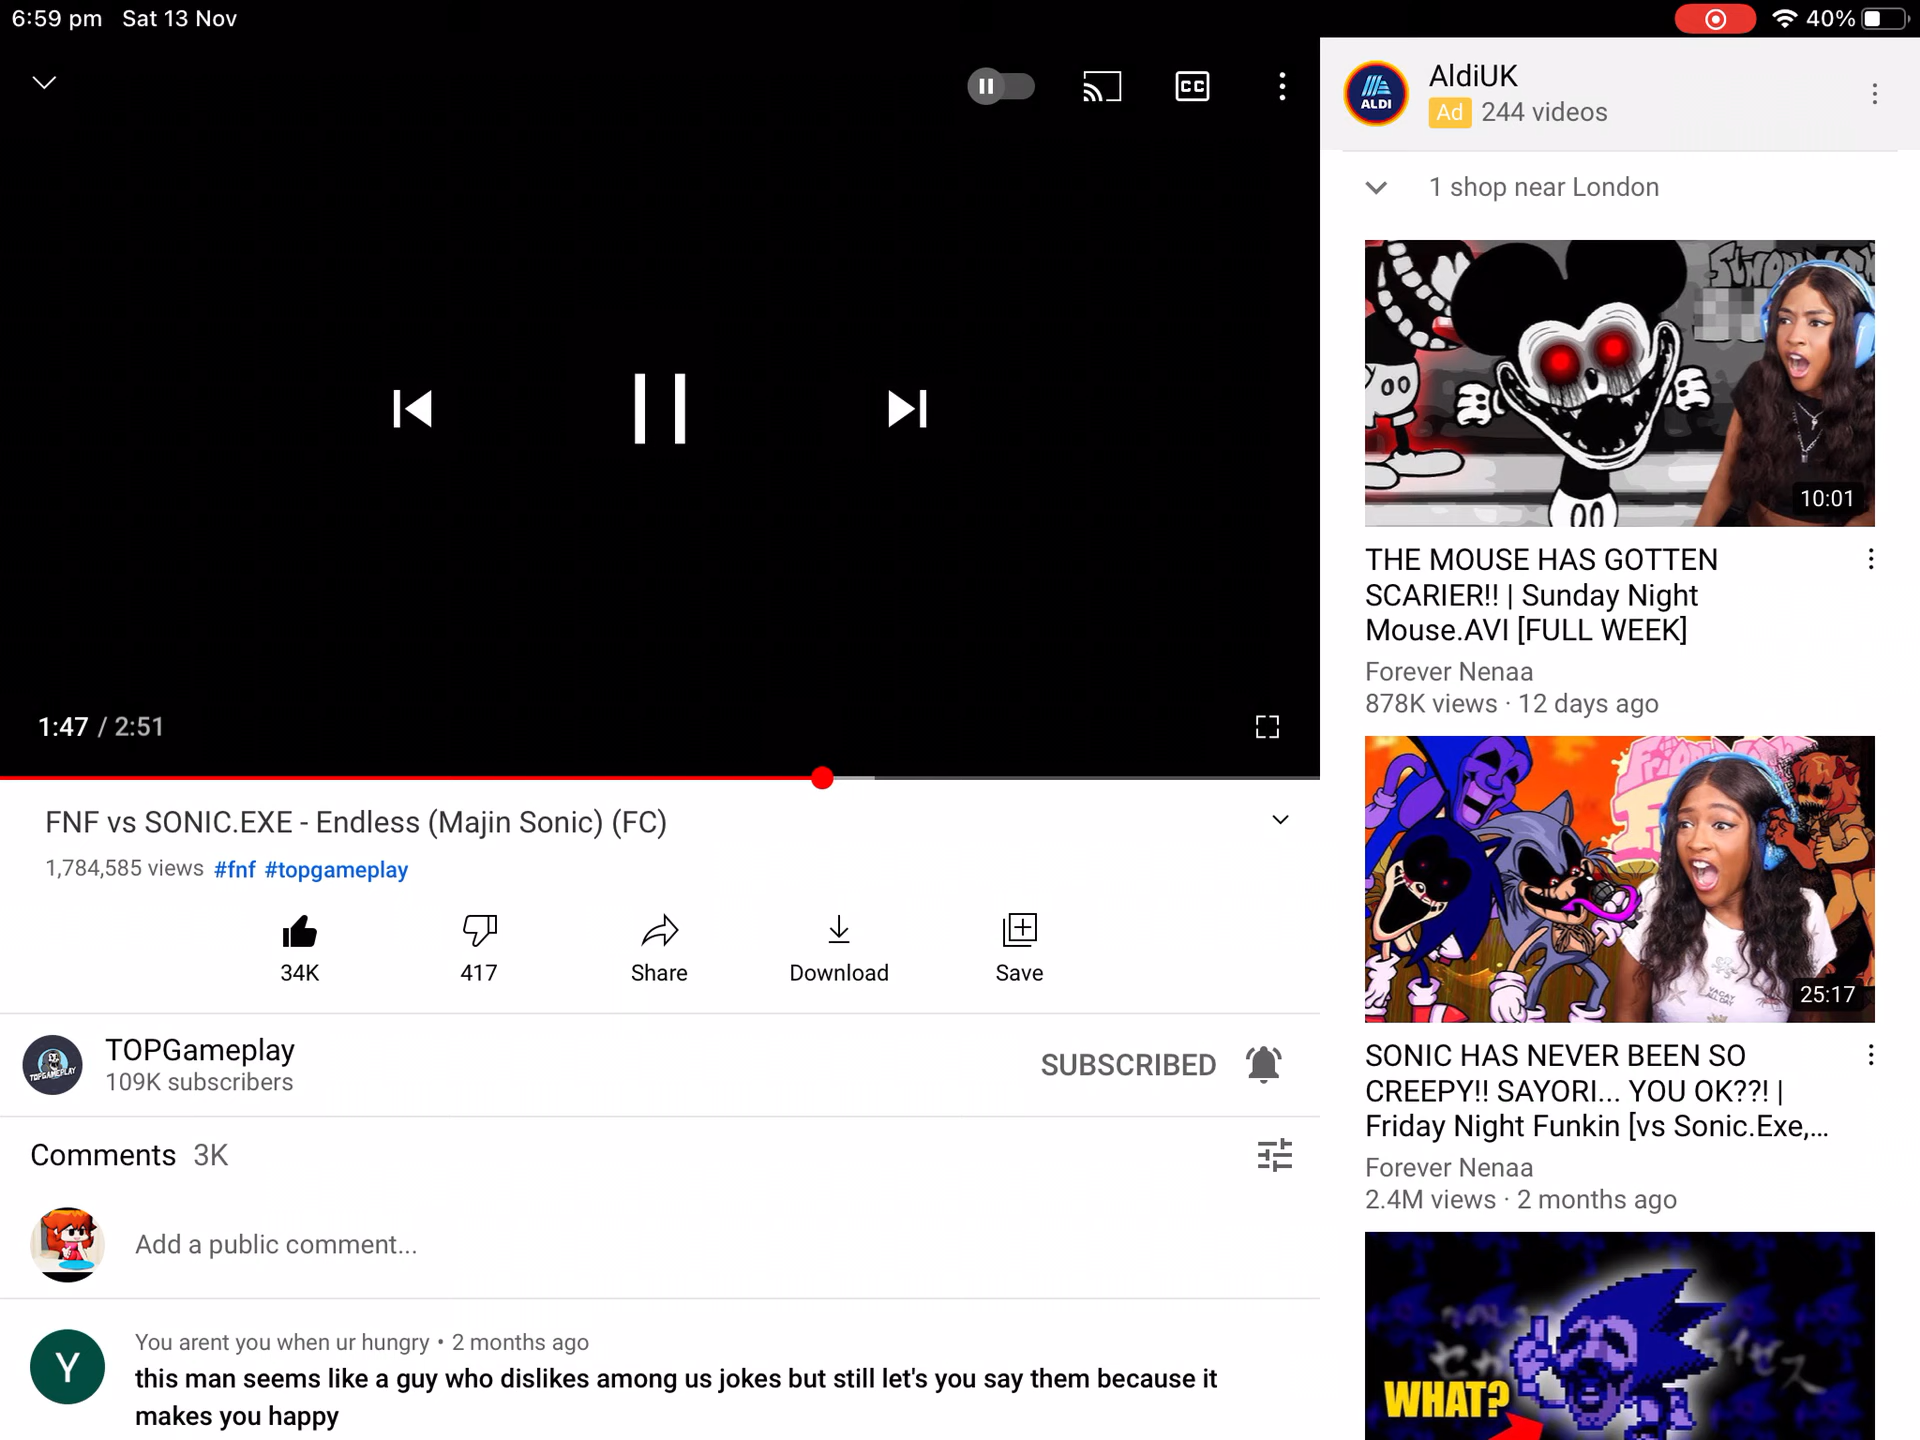 6:59 pm Sat 13 Nov
40%
CC
1:47 / 2:51
FNF vs SONIC.EXE - Endless (Majin Sonic) (FC)
1,784,585 views #fnf #topgameplay
34K
417
Share
Download
Save
TOPGAMEPLAY
TOPGameplay
109K subscribers
SUBSCRIBED
Comments 3K
Add a public comment...
Y
You arent you when ur hungry • 2 months ago
this man seems like a guy who dislikes among us jokes but still let's you say them because it
makes you happy
ALDI
AldiUK
Ad 244 videos
1 shop near London
10:01
THE MOUSE HAS GOTTEN
SCARIER!! | Sunday Night
Mouse.AVI [FULL WEEK]
Forever Nenaa
878K views · 12 days ago
VACAY
ALL DAY
25:17
SONIC HAS NEVER BEEN SO
CREEPY!! SAYORI... YOU OK??! |
Friday Night Funkin [vs Sonic.Exe,...
Forever Nenaa
2.4M views · 2 months ago
WHAT?